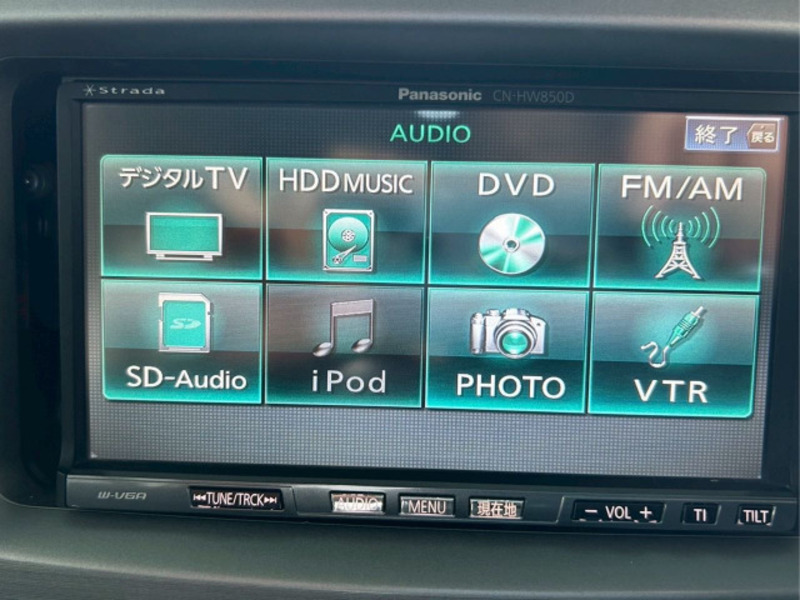 Strada
Panasonic CN-HW850D
AUDIO
終了 戻る
デジタルTV HDD MUSIC DVD FM/AM
SD
SD-Audio iPod PHOTO VTR
W-VGA TUNE/TRCK AUDIO MENU 現在地 − VOL + TI TILT